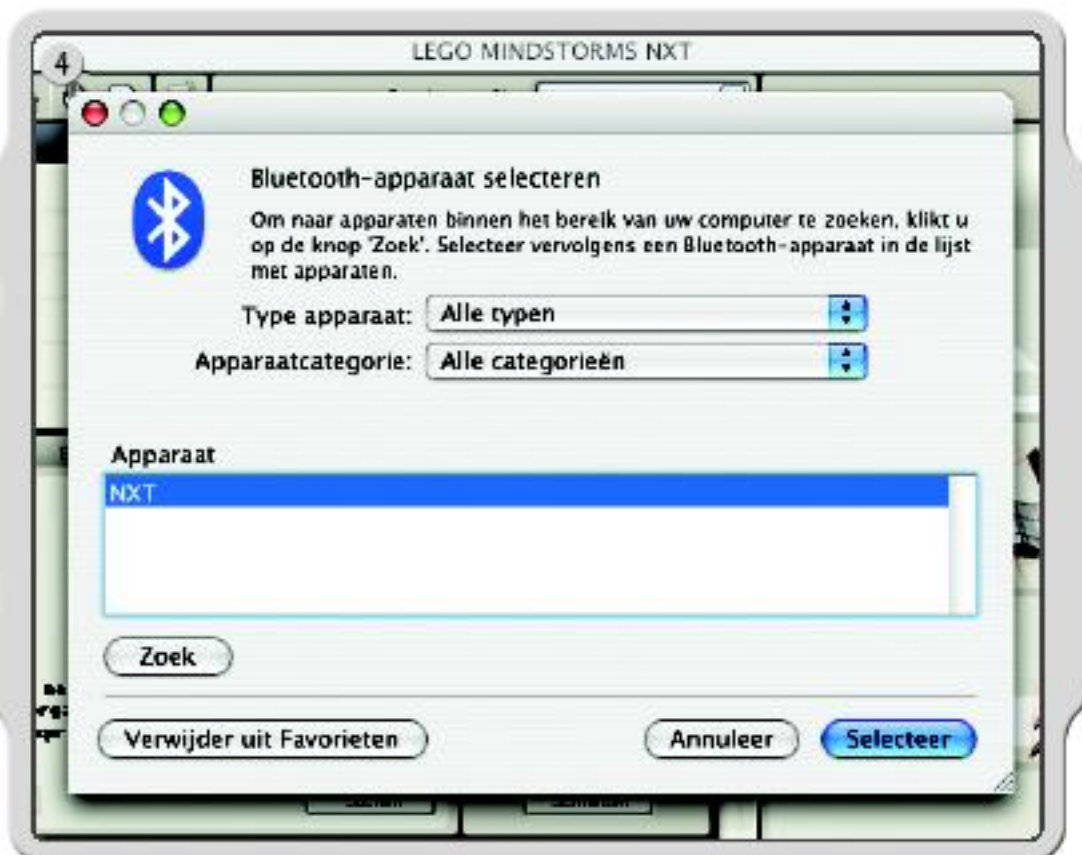 4
LEGO MINDSTORMS NXT
Bluetooth-apparaat selecteren
Om naar apparaten binnen het bereik van uw computer te zoeken, klikt u
op de knop 'Zoek'. Selecteer vervolgens een Bluetooth-apparaat in de lijst
met apparaten.
Type apparaat: Alle typen
Apparaatcategorie: Alle categorieën
Apparaat
NXT
Zoek
Verwijder uit Favorieten Annuleer Selecteer